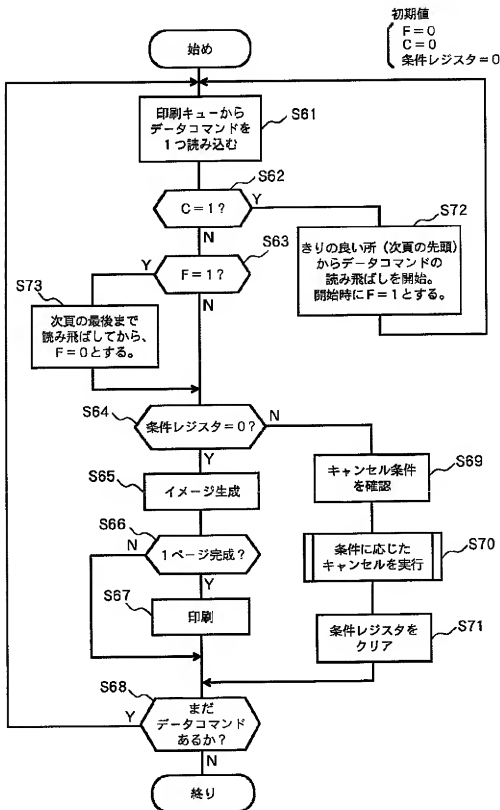 初期値
F=0
C=0
条件レジスタ=0
始め
印刷キューから
データコマンドを
1つ読み込む
S61
S62
C=1?
Y
N
S72
きりの良い所(次頁の先頭)
からデータコマンドの
読み飛ばしを開始。
開始時にF=1とする。
S63
F=1?
Y
N
S73
次頁の最後まで
読み飛ばしてから、
F=0とする。
S64
条件レジスタ=0?
N
Y
S65
イメージ生成
S69
キャンセル条件
を確認
S66
1ページ完成?
N
Y
S70
条件に応じた
キャンセルを実行
S67
印刷
S71
条件レジスタを
クリア
S68
まだ
データコマンド
あるか?
Y
N
終り